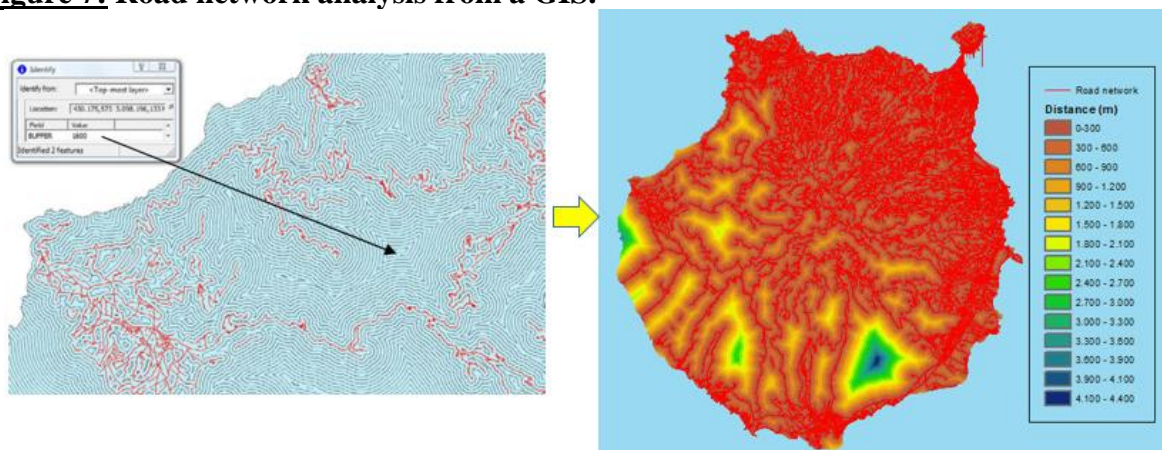 igure 7. Road network analysis from a GIS.
Identify
Identify from: <Top-most layer>
Location:
Field Value
BUFFER 1600
Identified 2 features
Road network
Distance (m)
0-300
300 - 600
600 - 900
900 - 1.200
1.200 - 1.500
1.500 - 1.800
1.800 - 2.100
2.100 - 2.400
2.400 - 2.700
2.700 - 3.000
3.000 - 3.300
3.300 - 3.600
3.600 - 3.900
3.900 - 4.100
4.100 - 4.400